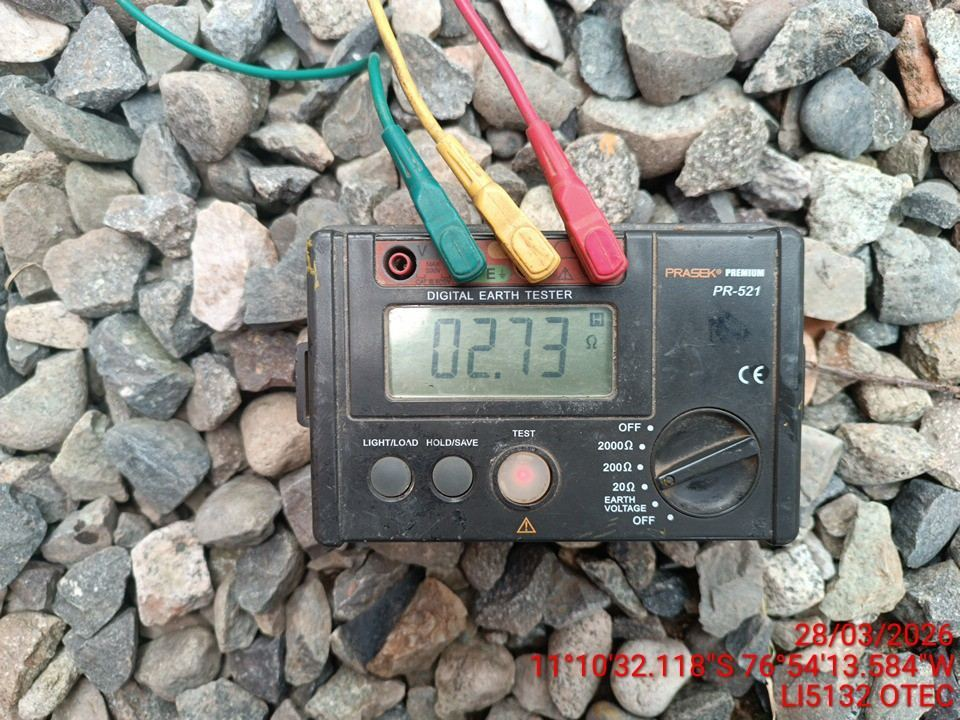 E
DIGITAL EARTH TESTER
PRASEK® PREMIUM
PR-521
02.73
H
Ω
CE
LIGHT/LOAD HOLD/SAVE
TEST
OFF
2000Ω
200Ω
20Ω
EARTH
VOLTAGE
OFF
28/03/2026
11°10'32.118"S 76°54'13.584"W
LI5132 OTEC